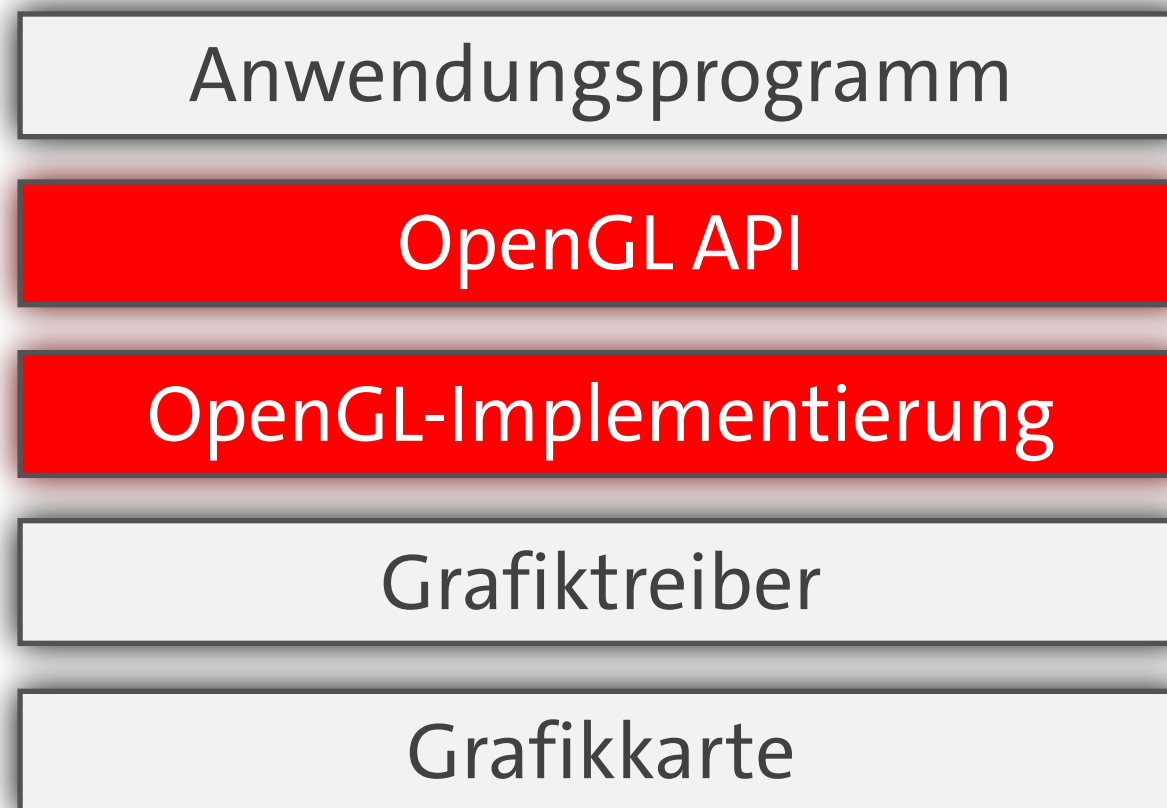 Anwendungsprogramm
OpenGL API
OpenGL-Implementierung
Grafiktreiber
Grafikkarte